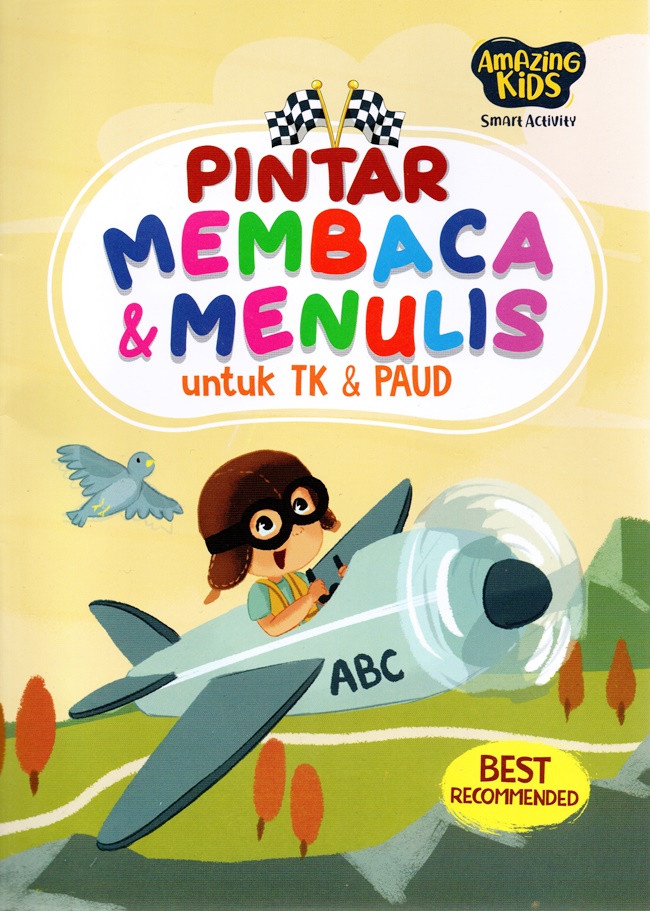 AMAZING
KIDS
SMART ACTIVITY
PINTAR
MEMBACA
& MENULIS
untuk TK & PAUD
ABC
BEST
RECOMMENDED